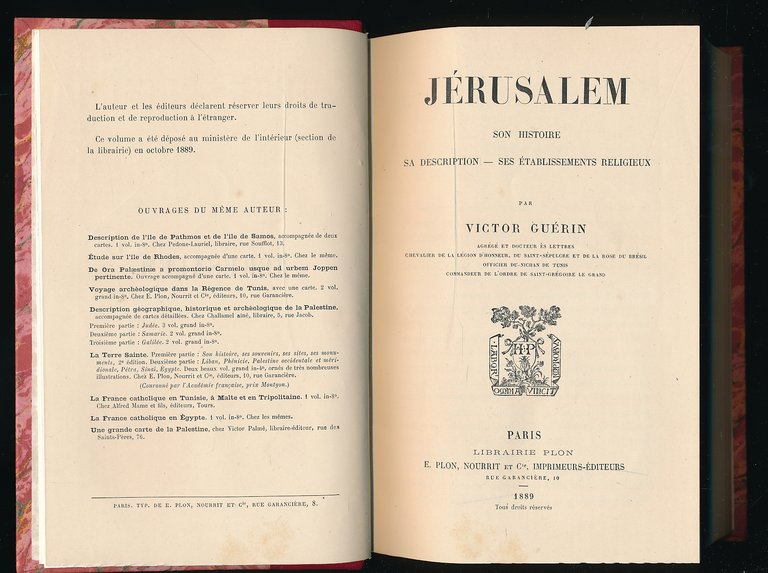 L'auteur et les éditeurs déclarent réserver leurs droits de tra-
duction et de reproduction à l'étranger.
Ce volume a été déposé au ministère de l'intérieur (section de
la librairie) en octobre 1889.
OUVRAGES DU MÊME AUTEUR :
Description de l'île de Pathmos et de l'île de Samos, accompagnée de deux
cartes. 1 vol. in-8º. Chez Pedone-Lauriel, libraire, rue Soufflot, 13.
Étude sur l'île de Rhodes, accompagnée d'une carte. 1 vol. in-8º. Chez le même.
De Ora Palestinæ a promontorio Carmelo usque ad urbem Joppen
pertinente. Ouvrage accompagné d'une carte. 1 vol. in-8º. Chez le même.
Voyage archéologique dans la Régence de Tunis, avec une carte. 2 vol.
grand in-8º. Chez E. Plon, Nourrit et Cie, éditeurs, 10, rue Garancière.
Description géographique, historique et archéologique de la Palestine,
accompagnée de cartes détaillées. Chez Challamel aîné, libraire, 5, rue Jacob.
Première partie : Judée. 3 vol. grand in-8º.
Deuxième partie : Samarie. 2 vol. grand in-8º.
Troisième partie : Galilée. 2 vol. grand in-8º.
La Terre Sainte. Première partie : Son histoire, ses souvenirs, ses sites, ses monu-
ments, 2e édition. Deuxième partie : Liban, Phénicie, Palestine occidentale et méri-
dionale, Pétra, Sinaï, Égypte. Deux beaux vol. grand in-4º, ornés de très nombreuses
illustrations. Chez E. Plon, Nourrit et Cie, éditeurs, 10, rue Garancière.
(Couronné par l'Académie française, prix Montyon.)
La France catholique en Tunisie, à Malte et en Tripolitaine. 1 vol. in-8º.
Chez Alfred Mame et fils, éditeurs, Tours.
La France catholique en Égypte. 1 vol. in-8º. Chez les mêmes.
Une grande carte de la Palestine, chez Victor Palmé, libraire-éditeur, rue des
Saints-Pères, 76.
PARIS. TYP. DE E. PLON, NOURRIT ET Cie, RUE GARANCIÈRE, 8.
JÉRUSALEM
SON HISTOIRE
SA DESCRIPTION — SES ÉTABLISSEMENTS RELIGIEUX
PAR
VICTOR GUÉRIN
AGRÉGÉ ET DOCTEUR ÈS LETTRES
CHEVALIER DE LA LÉGION D'HONNEUR, DU SAINT-SÉPULCRE ET DE LA ROSE DU BRÉSIL
OFFICIER DU NICHAN DE TUNIS
COMMANDEUR DE L'ORDRE DE SAINT-GRÉGOIRE LE GRAND
LABOR
OMNIA VINCIT
PARIS
LIBRAIRIE PLON
E. PLON, NOURRIT ET Cie, IMPRIMEURS-ÉDITEURS
RUE GARANCIÈRE, 10
1889
Tous droits réservés